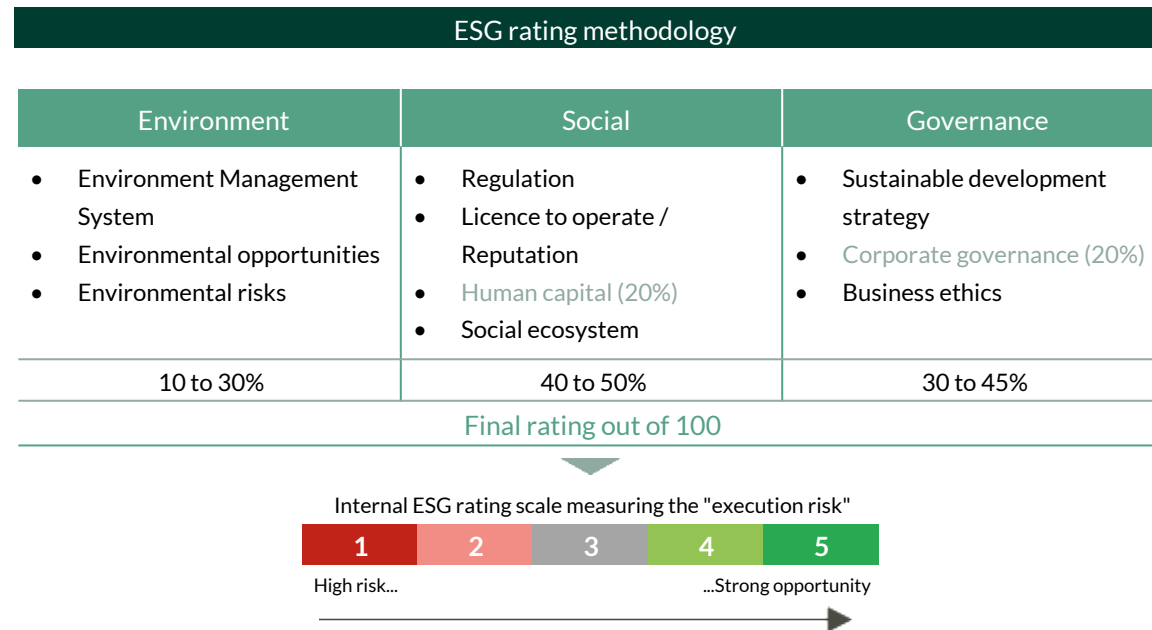 ESG rating methodology
Environment
Social
Governance
• Environment Management
System
• Environmental opportunities
• Environmental risks
• Regulation
• Licence to operate /
Reputation
• Human capital (20%)
• Social ecosystem
• Sustainable development
strategy
• Corporate governance (20%)
• Business ethics
10 to 30%
40 to 50%
30 to 45%
Final rating out of 100
Internal ESG rating scale measuring the "execution risk"
1 2 3 4 5
High risk... ...Strong opportunity